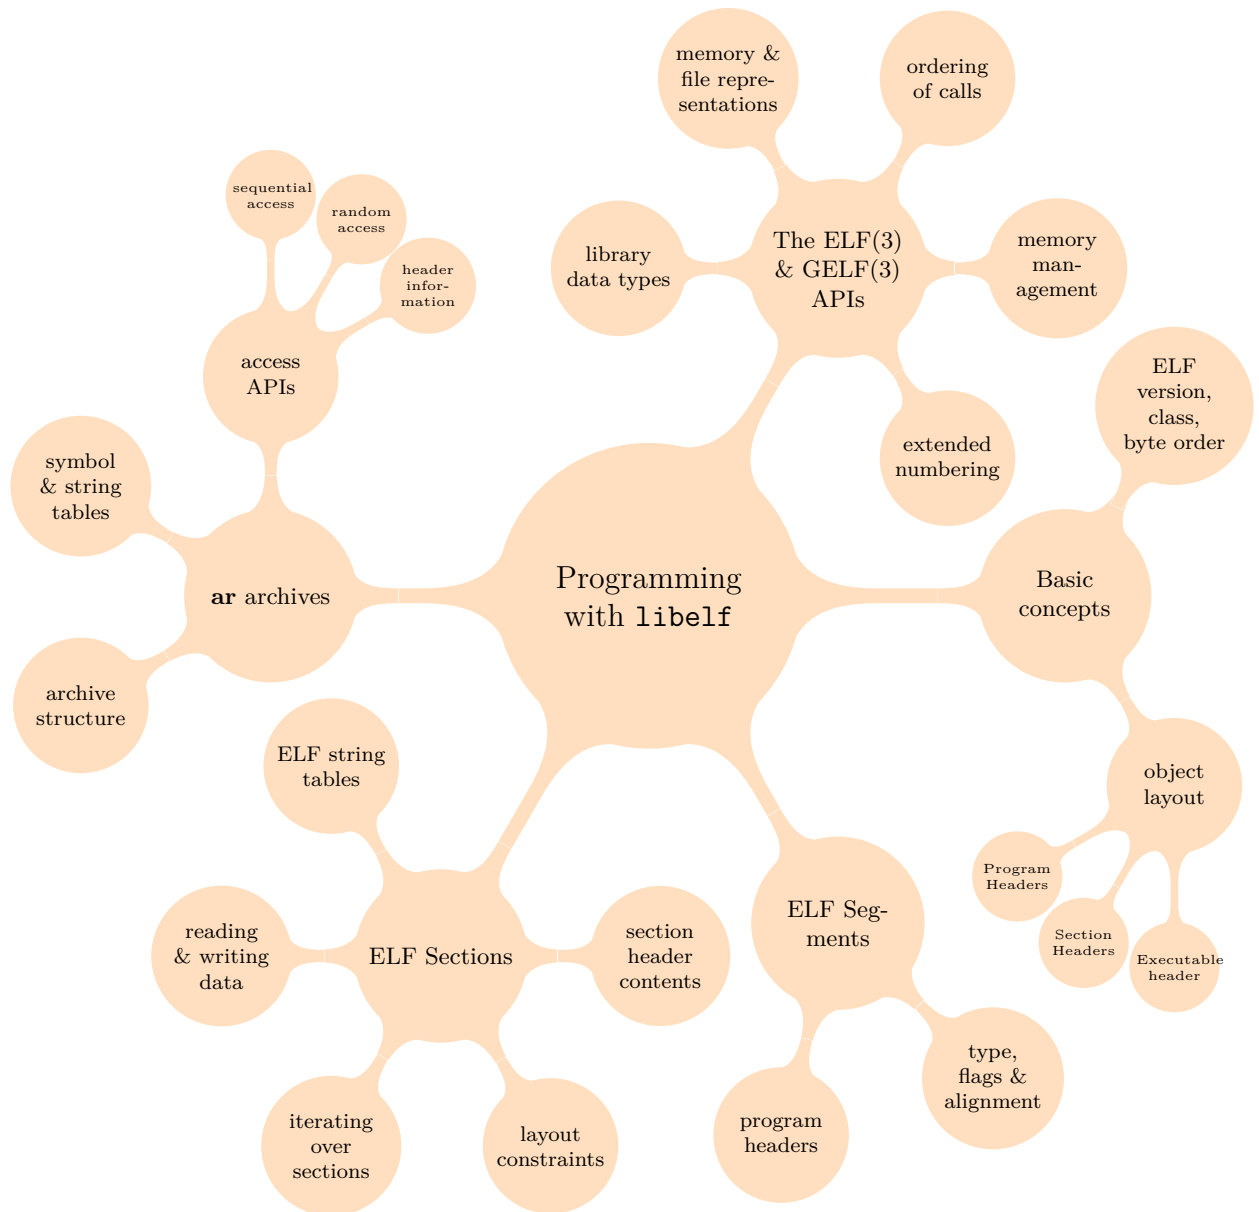 Programming
with libelf
The ELF(3)
& GELF(3)
APIs
memory &
file repre-
sentations
ordering
of calls
library
data types
memory
man-
agement
extended
numbering
Basic
concepts
ELF
version,
class,
byte order
object
layout
Program
Headers
Section
Headers
Executable
header
ELF Seg-
ments
program
headers
type,
flags &
alignment
ELF Sections
ELF string
tables
reading
& writing
data
iterating
over
sections
layout
constraints
section
header
contents
ar archives
access
APIs
sequential
access
random
access
header
infor-
mation
symbol
& string
tables
archive
structure